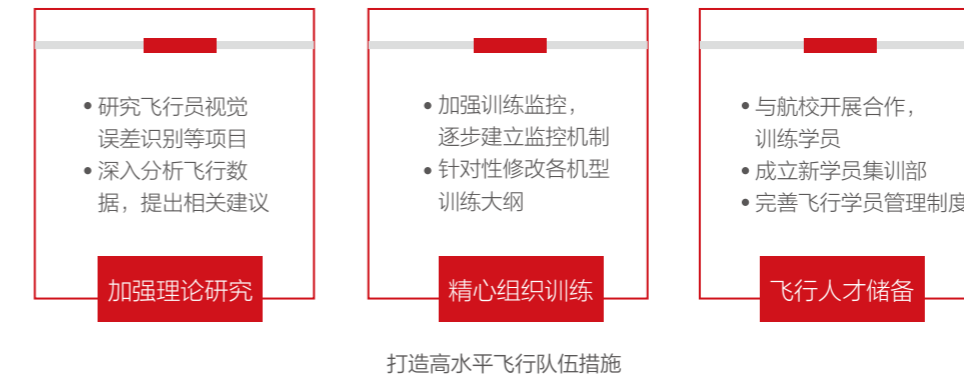 • 研究飞行员视觉
误差识别等项目
• 深入分析飞行数
据，提出相关建议
加强理论研究
• 加强训练监控，
逐步建立监控机制
• 针对性修改各机型
训练大纲
精心组织训练
• 与航校开展合作，
训练学员
• 成立新学员集训部
• 完善飞行学员管理制度
飞行人才储备
打造高水平飞行队伍措施